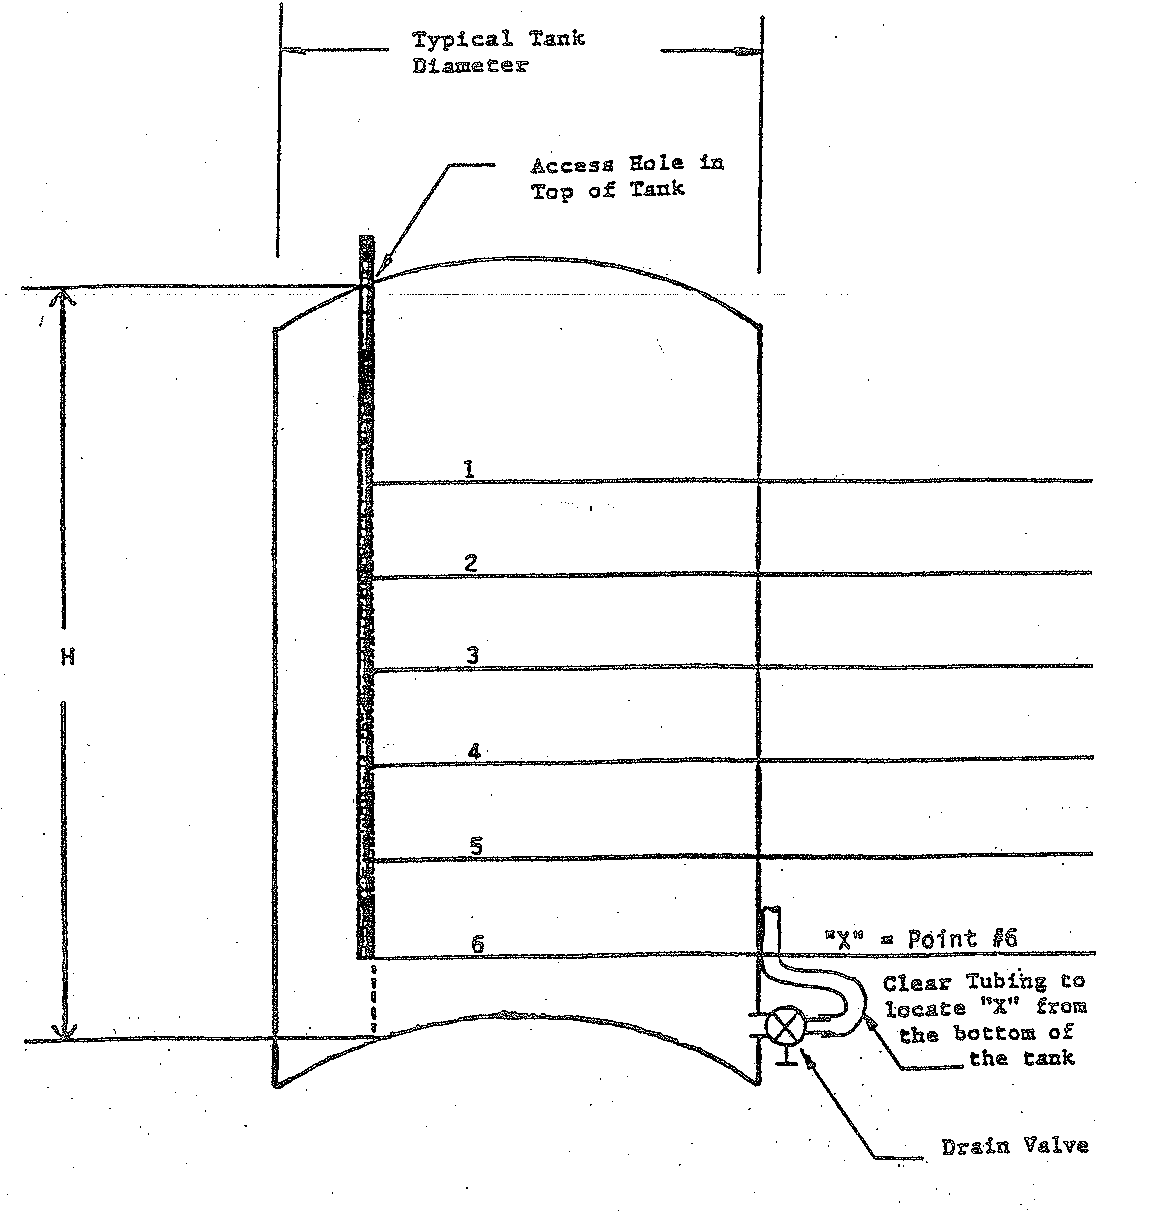 Typical Tank
Diameter
Access Hole in
Top of Tank
1
2
3
H
4
5
6
"X" = Point #6
Clear Tubing to
locate "X" from
the bottom of
the tank
Drain Valve